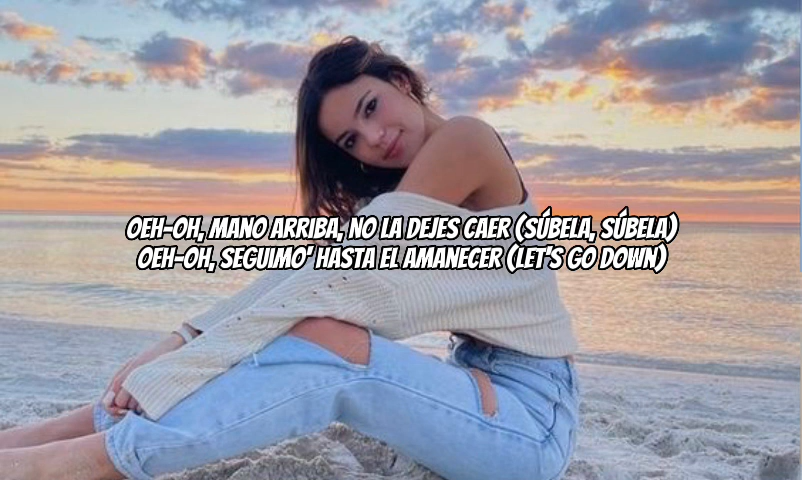 OEH-OH, MANO ARRIBA, NO LA DEJES CAER (SÚBELA, SÚBELA)
OEH-OH, SEGUIMO' HASTA EL AMANECER (LET'S GO DOWN)